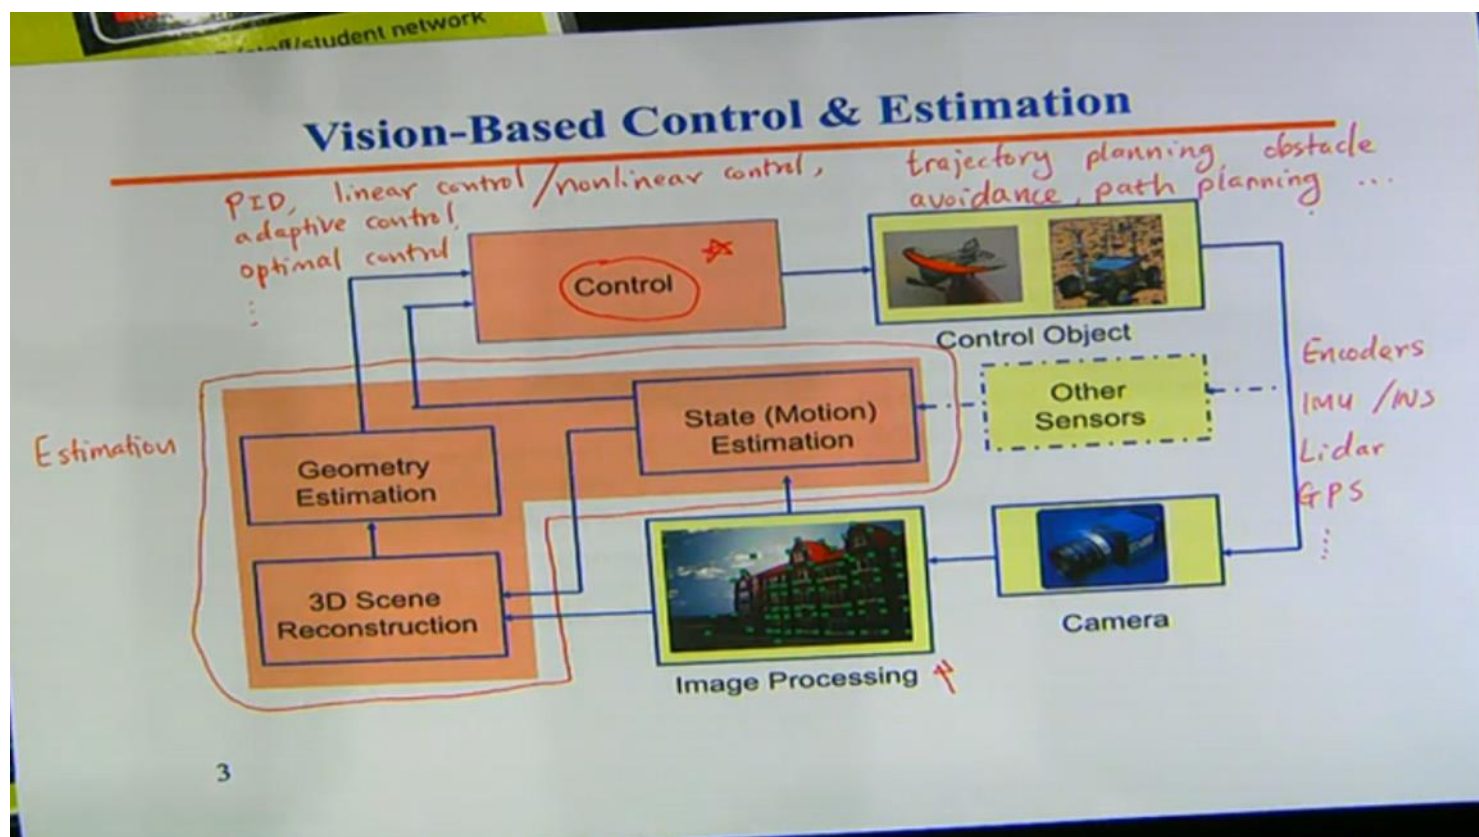 /staff/student network
Vision-Based Control & Estimation
PID, linear control/nonlinear control,
adaptive control,
optimal control
⋮
trajectory planning, obstacle
avoidance, path planning ...
Control
Control Object
Estimation
Geometry
Estimation
State (Motion)
Estimation
Other
Sensors
Encoders
IMU /INS
Lidar
GPS
⋮
3D Scene
Reconstruction
Image Processing
Camera
3